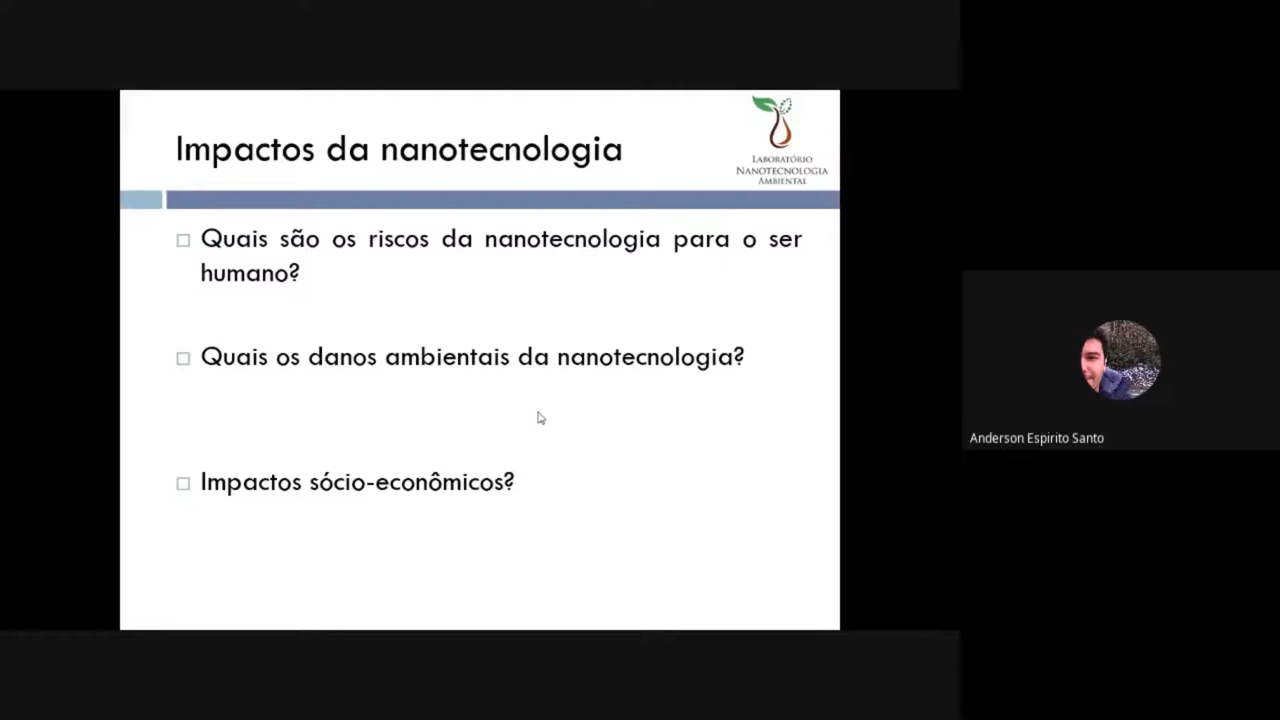 Impactos da nanotecnologia
LABORATÓRIO
NANOTECNOLOGIA
AMBIENTAL
Quais são os riscos da nanotecnologia para o ser
humano?
Quais os danos ambientais da nanotecnologia?
Impactos sócio-econômicos?
Anderson Espirito Santo